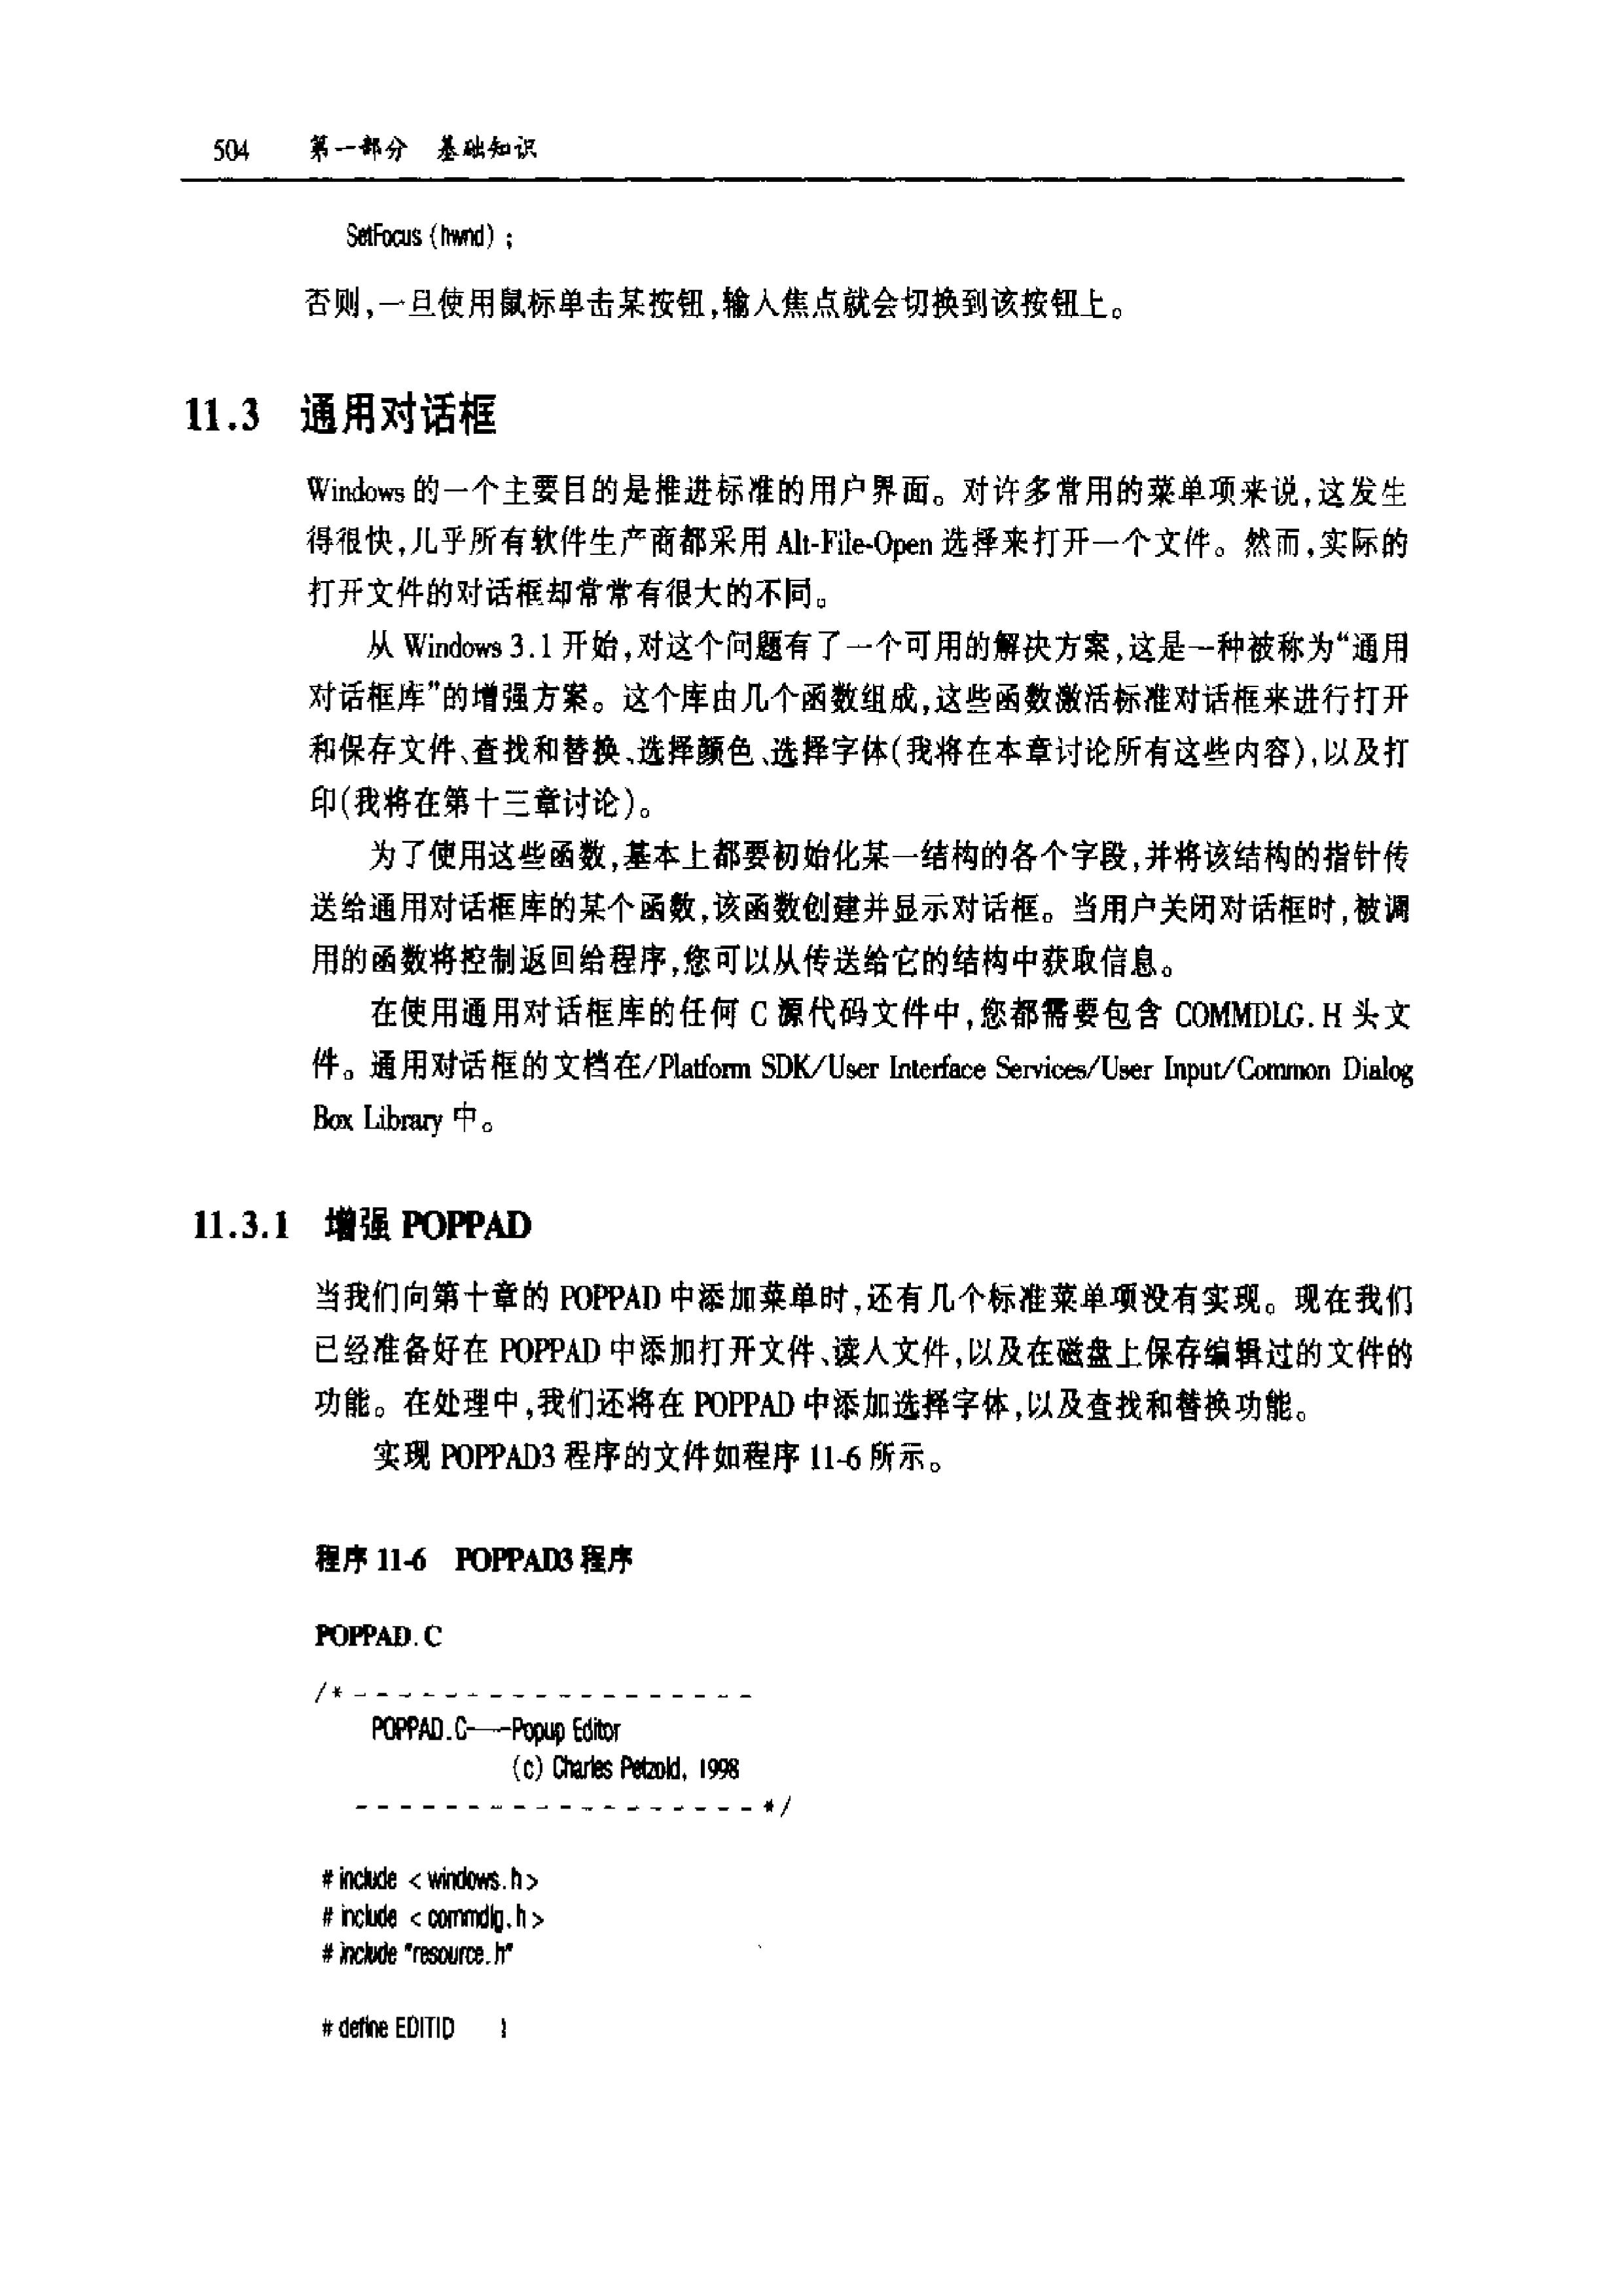 504 第一部分 基础知识
SetFocus (hwnd) ;
否则,一旦使用鼠标单击某按钮,输入焦点就会切换到该按钮上。
11.3 通用对话框
Windows 的一个主要目的是推进标准的用户界面。对许多常用的菜单项来说,这发生
得很快,几乎所有软件生产商都采用 Alt-File-Open 选择来打开一个文件。然而,实际的
打开文件的对话框却常常有很大的不同。
从 Windows 3.1 开始,对这个问题有了一个可用的解决方案,这是一种被称为“通用
对话框库”的增强方案。这个库由几个函数组成,这些函数激活标准对话框来进行打开
和保存文件、查找和替换、选择颜色、选择字体(我将在本章讨论所有这些内容),以及打
印(我将在第十三章讨论)。
为了使用这些函数,基本上都要初始化某一结构的各个字段,并将该结构的指针传
送给通用对话框库的某个函数,该函数创建并显示对话框。当用户关闭对话框时,被调
用的函数将控制返回给程序,您可以从传送给它的结构中获取信息。
在使用通用对话框库的任何 C 源代码文件中,您都需要包含 COMMDLG.H 头文
件。通用对话框的文档在/Platform SDK/User Interface Services/User Input/Common Dialog
Box Library 中。
11.3.1 增强 POPPAD
当我们向第十章的 POPPAD 中添加菜单时,还有几个标准菜单项没有实现。现在我们
已经准备好在 POPPAD 中添加打开文件、读人文件,以及在磁盘上保存编辑过的文件的
功能。在处理中,我们还将在 POPPAD 中添加选择字体,以及查找和替换功能。
实现 POPPAD3 程序的文件如程序 11-6 所示。
程序 11-6 POPPAD3 程序
POPPAD.C
/* - - - - - - - - - - - - - - - - - -
POPPAD.C——Popup Editor
(c) Charles Petzold, 1998
- - - - - - - - - - - - - - - - - - */
# include < windows.h >
# include < commdlg.h >
# include "resource.h"
# define EDITID 1